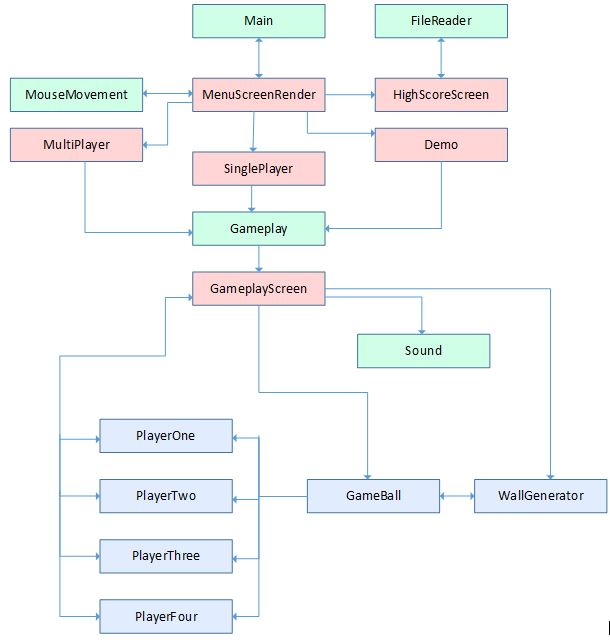 Main
FileReader
MouseMovement
MenuScreenRender
HighScoreScreen
MultiPlayer
Demo
SinglePlayer
Gameplay
GameplayScreen
Sound
PlayerOne
PlayerTwo
GameBall
WallGenerator
PlayerThree
PlayerFour